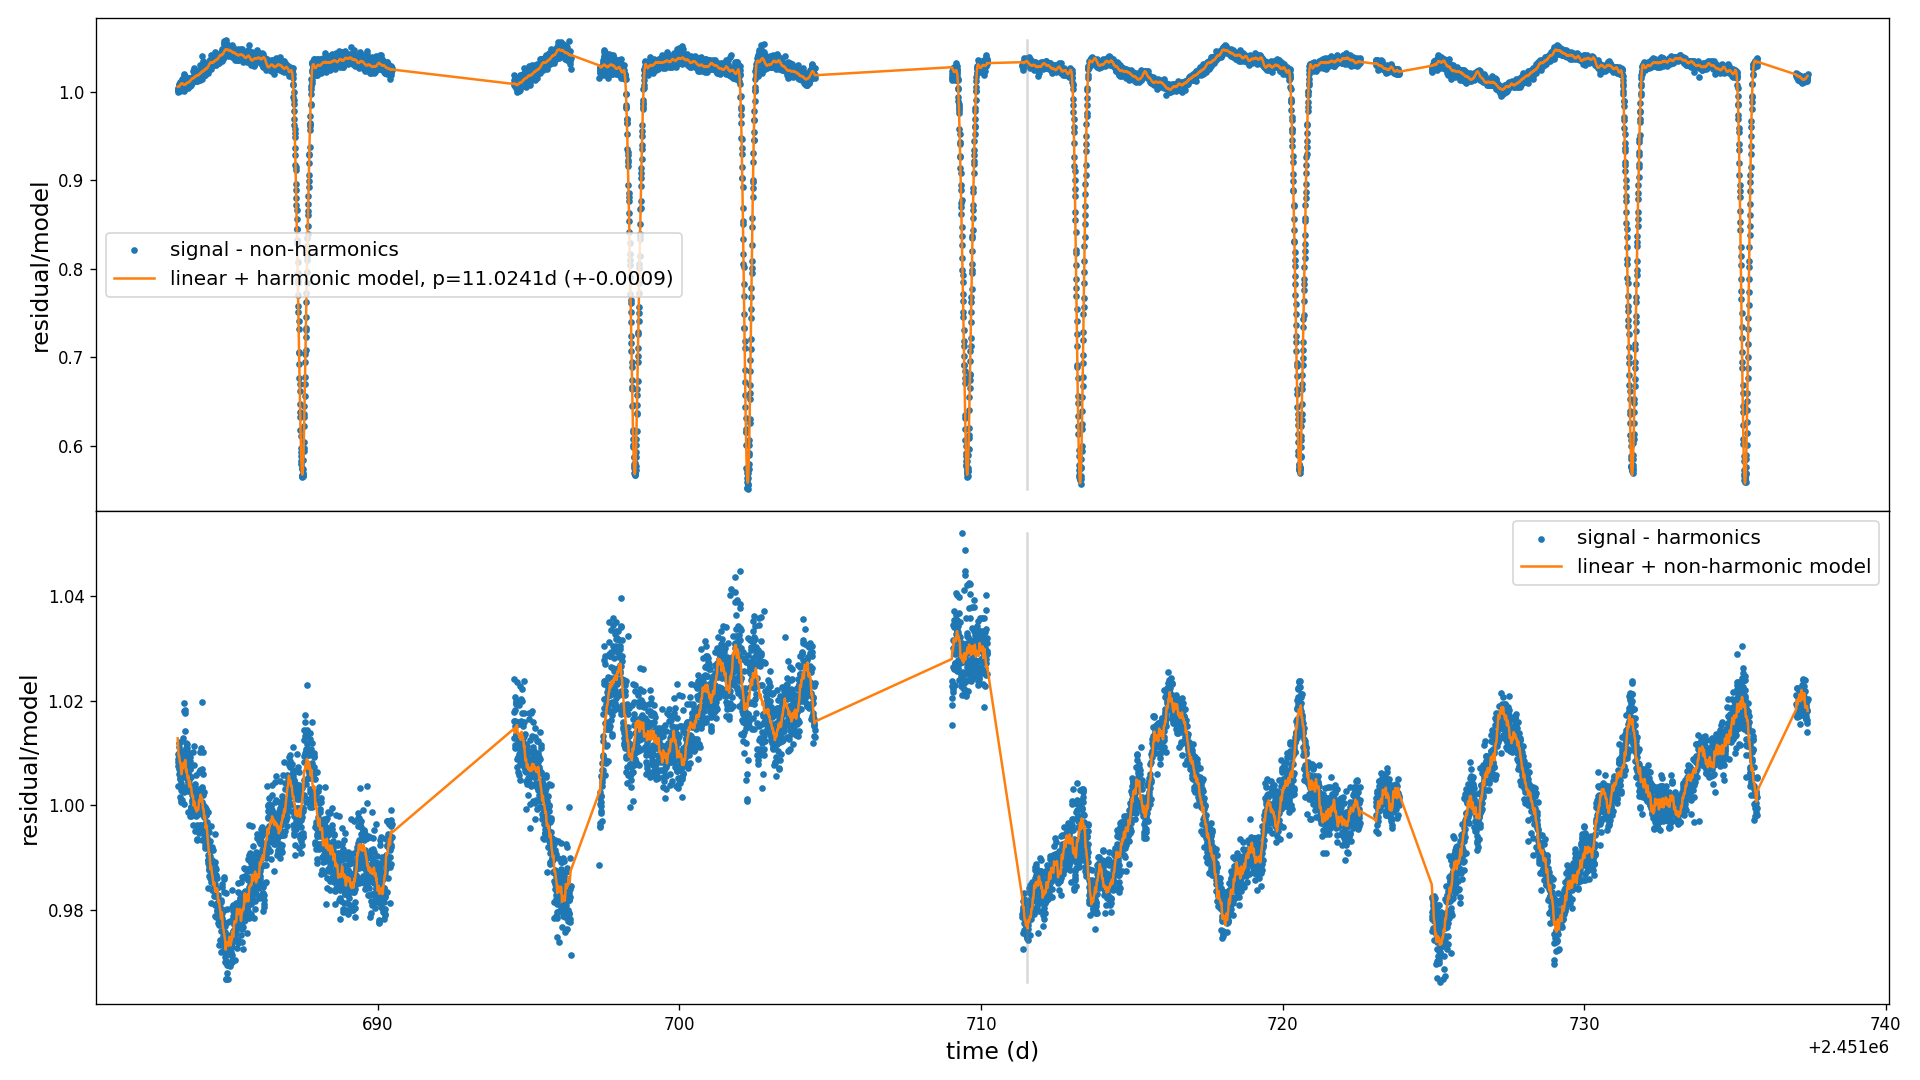 1.0
0.9
0.8
0.7
0.6
residual/model
signal - non-harmonics
linear + harmonic model, p=11.0241d (+-0.0009)
signal - harmonics
linear + non-harmonic model
1.04
1.02
1.00
0.98
residual/model
690
700
710
720
730
740
time (d)
+2.451e6